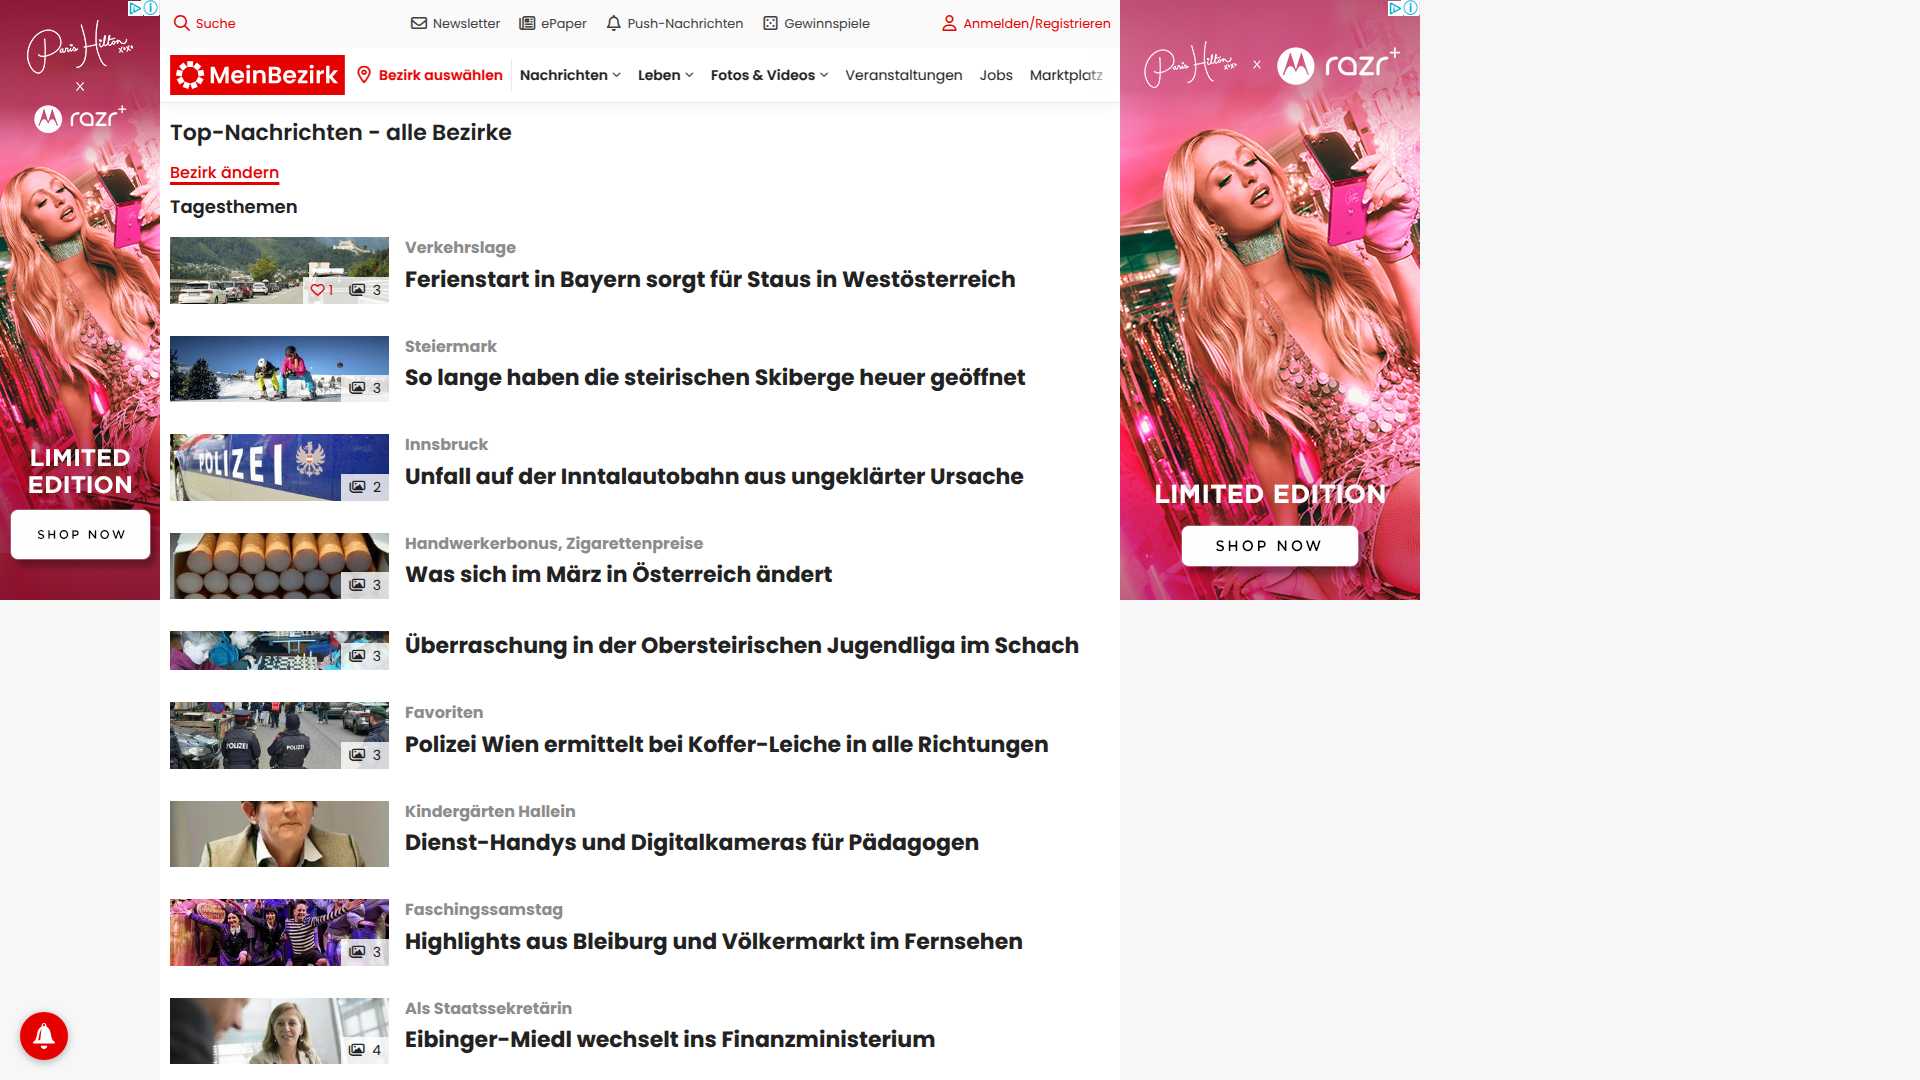 Suche
Newsletter
ePaper
Push-Nachrichten
Gewinnspiele
Anmelden/Registrieren
MeinBezirk
Bezirk auswählen
Nachrichten
Leben
Fotos & Videos
Veranstaltungen
Jobs
Marktplatz
Top-Nachrichten - alle Bezirke
Bezirk ändern
Tagesthemen
Verkehrslage
Ferienstart in Bayern sorgt für Staus in Westösterreich
1
3
Steiermark
So lange haben die steirischen Skiberge heuer geöffnet
3
Innsbruck
Unfall auf der Inntalautobahn aus ungeklärter Ursache
POLIZEI
2
Handwerkerbonus, Zigarettenpreise
Was sich im März in Österreich ändert
3
Überraschung in der Obersteirischen Jugendliga im Schach
3
Favoriten
Polizei Wien ermittelt bei Koffer-Leiche in alle Richtungen
POLIZEI
POLIZEI
3
Kindergärten Hallein
Dienst-Handys und Digitalkameras für Pädagogen
Faschingssamstag
Highlights aus Bleiburg und Völkermarkt im Fernsehen
3
Als Staatssekretärin
Eibinger-Miedl wechselt ins Finanzministerium
4
Paris Hilton
xoxo
x
razr+
LIMITED
EDITION
SHOP NOW
Paris Hilton xoxo x razr+
LIMITED EDITION
SHOP NOW